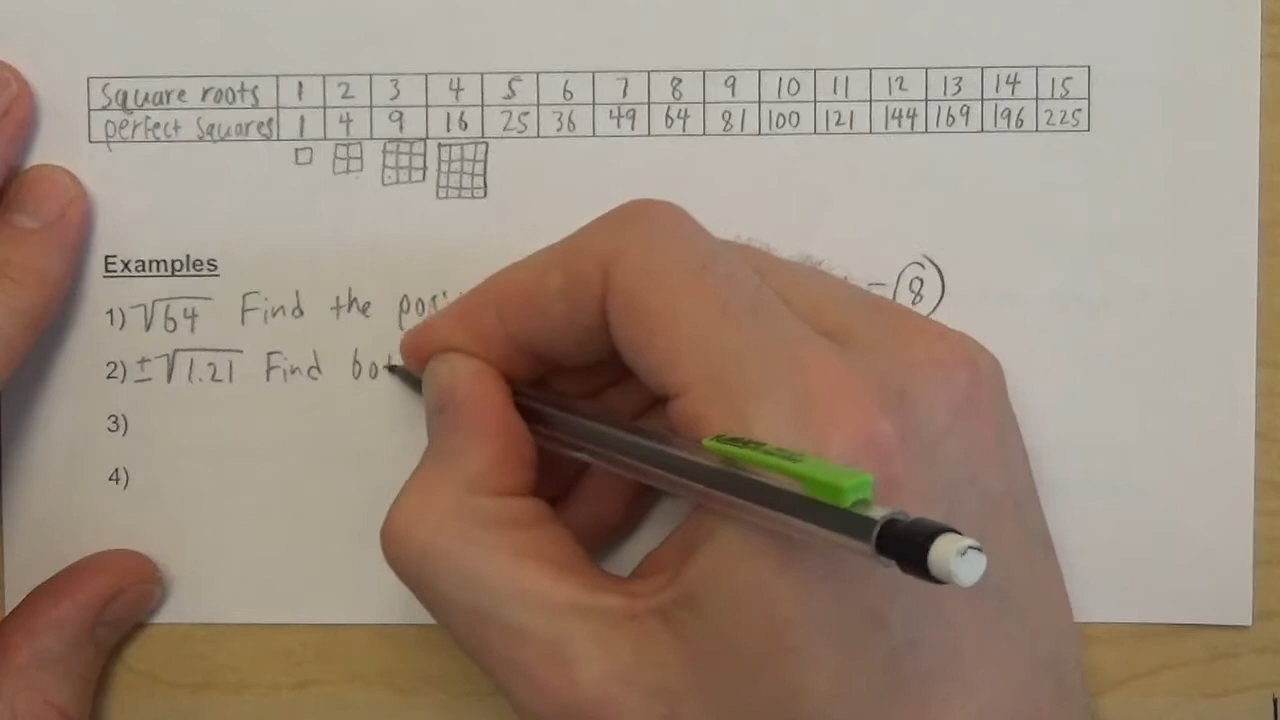 square roots 1 2 3 4 5 6 7 8 9 10 11 12 13 14 15
perfect squares 1 4 9 16 25 36 49 64 81 100 121 144 169 196 225
Examples
1) √64 Find the = 8
2) ±√1.21 Find
3)
4)